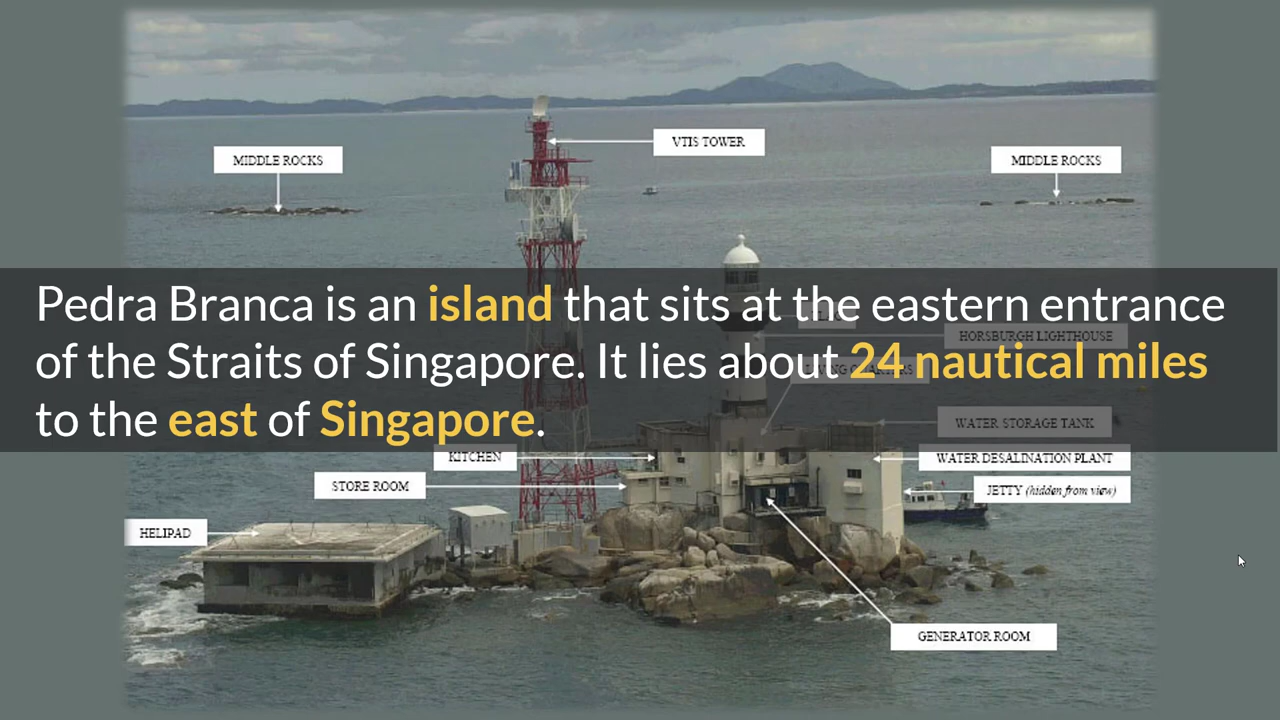 VTIS TOWER
MIDDLE ROCKS
MIDDLE ROCKS
Pedra Branca is an island that sits at the eastern entrance
of the Straits of Singapore. It lies about 24 nautical miles
to the east of Singapore.
HORSBURGH LIGHTHOUSE
LIVING QUARTERS
WATER STORAGE TANK
KITCHEN
WATER DESALINATION PLANT
STORE ROOM
JETTY (hidden from view)
HELIPAD
GENERATOR ROOM